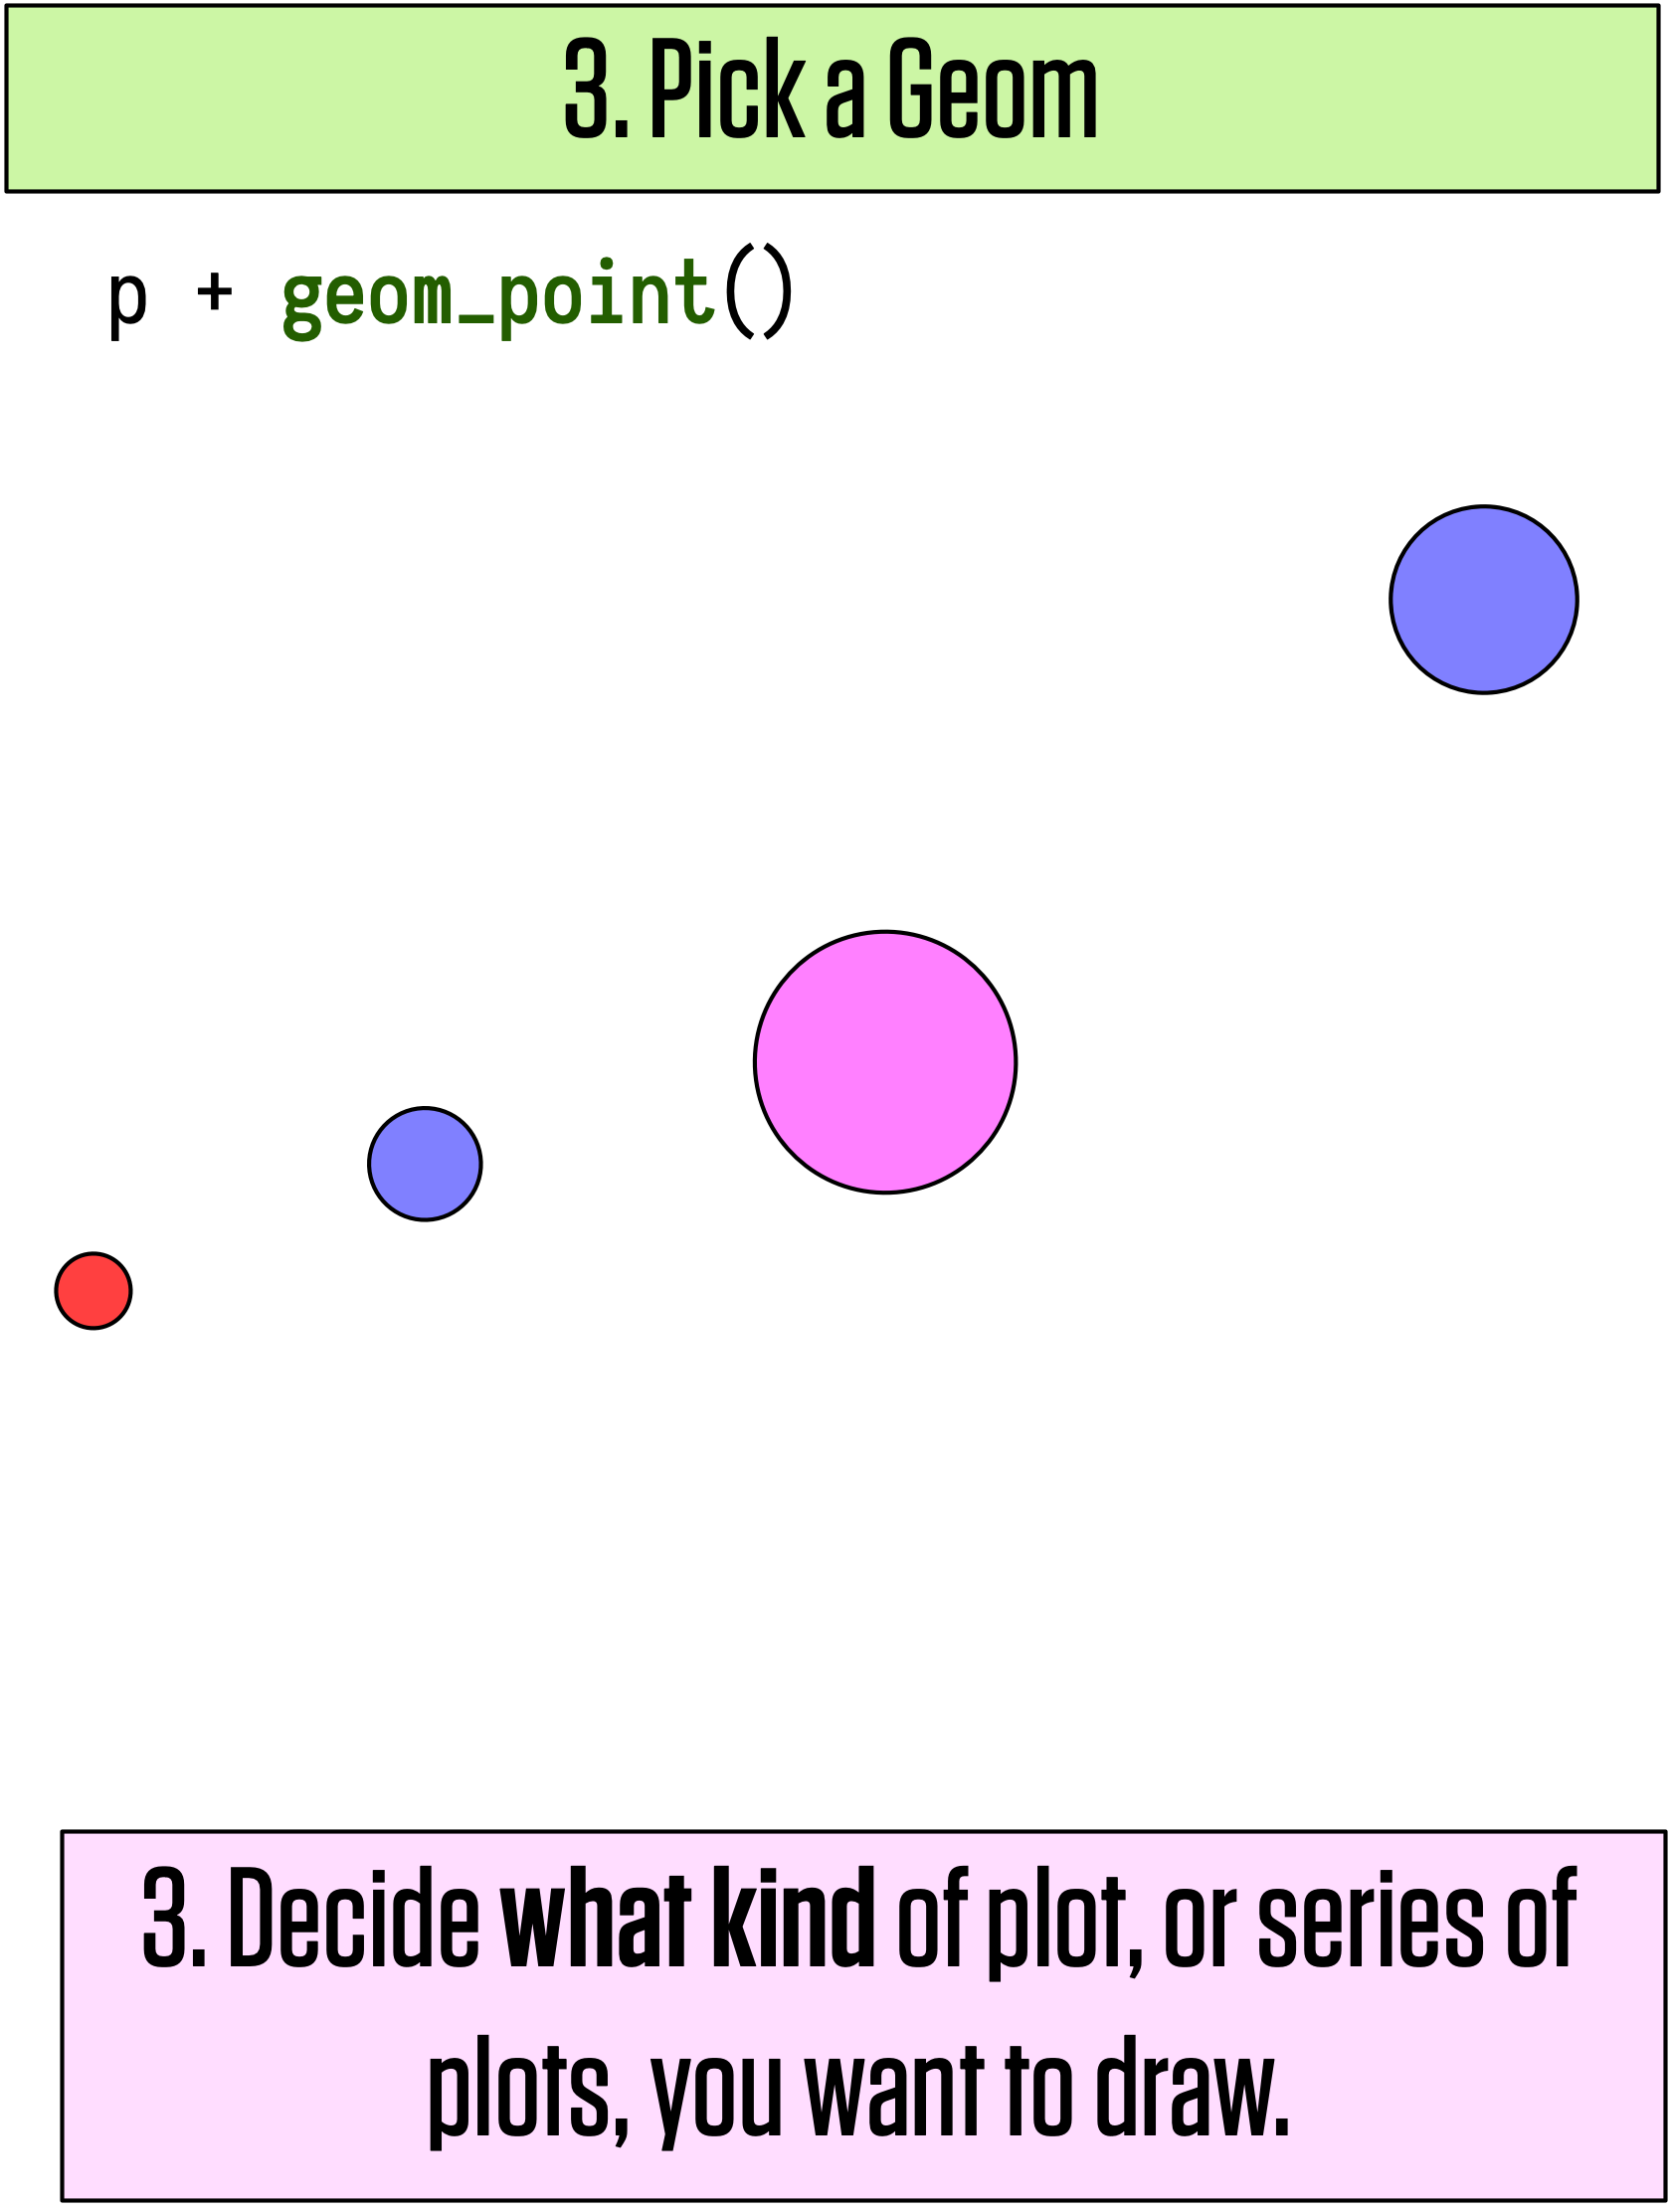 3. Pick a Geom
p + geom_point()
3. Decide what kind of plot, or series of
plots, you want to draw.